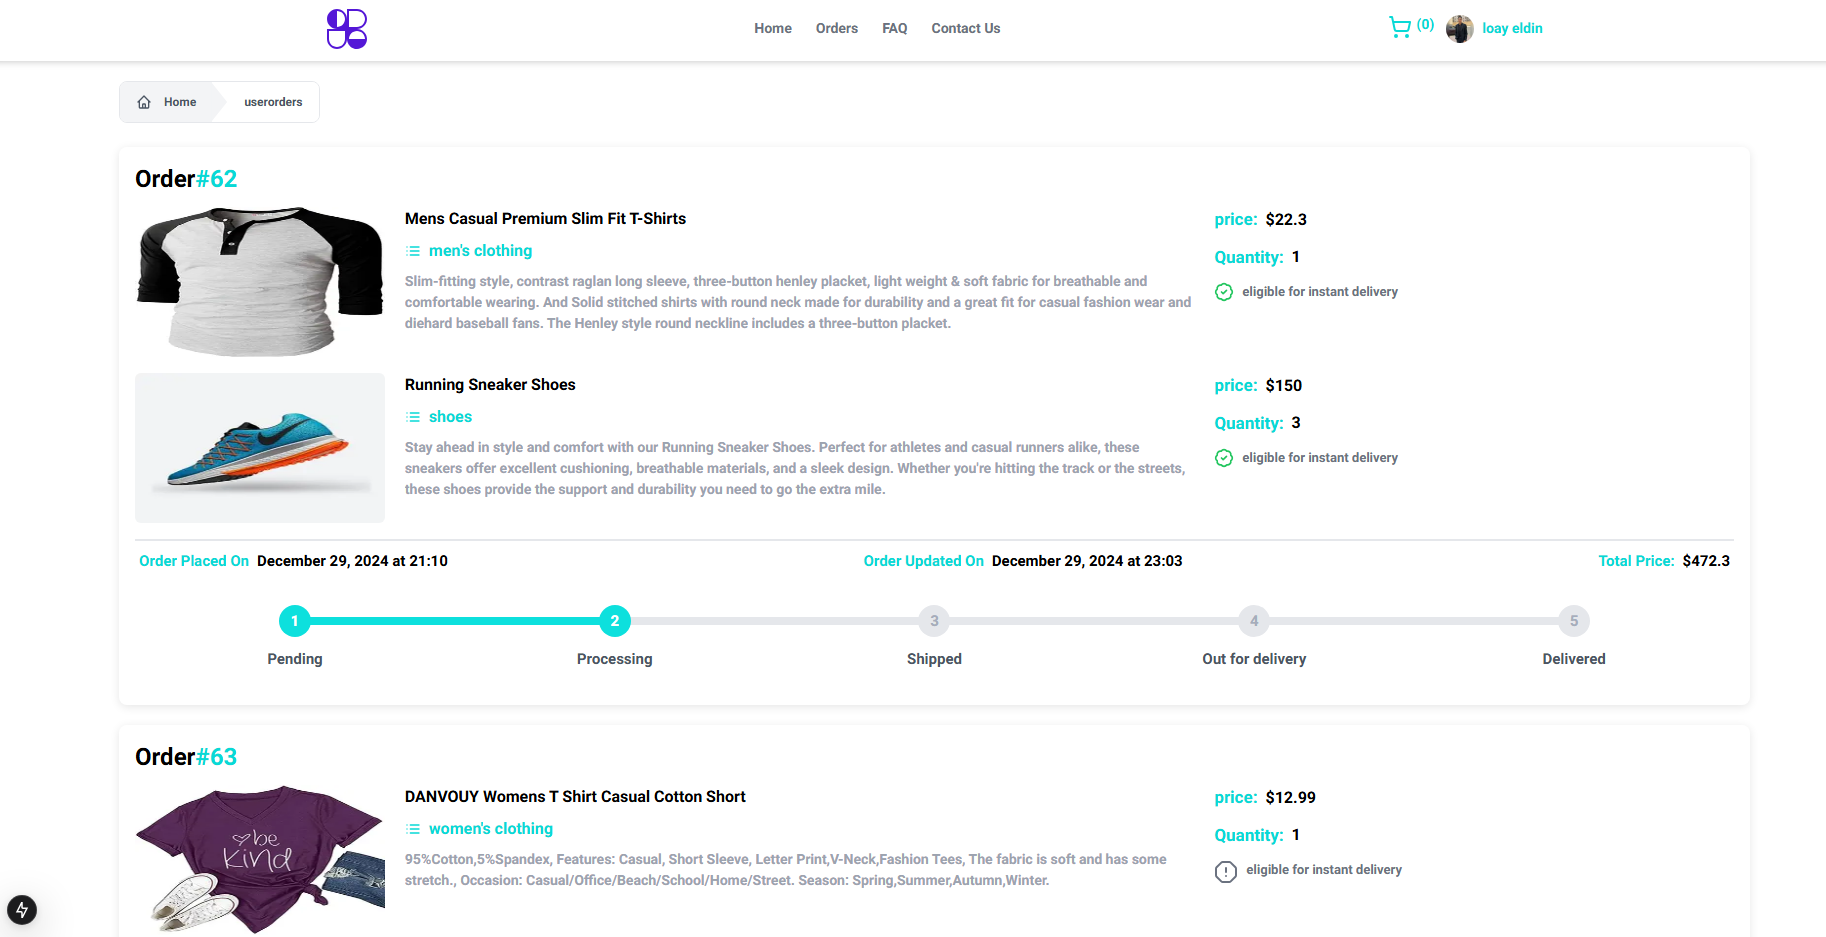 Home Orders FAQ Contact Us (0) loay eldin
Home userorders
Order#62
Mens Casual Premium Slim Fit T-Shirts
men's clothing
Slim-fitting style, contrast raglan long sleeve, three-button henley placket, light weight & soft fabric for breathable and
comfortable wearing. And Solid stitched shirts with round neck made for durability and a great fit for casual fashion wear and
diehard baseball fans. The Henley style round neckline includes a three-button placket.
price: $22.3
Quantity: 1
eligible for instant delivery
Running Sneaker Shoes
shoes
Stay ahead in style and comfort with our Running Sneaker Shoes. Perfect for athletes and casual runners alike, these
sneakers offer excellent cushioning, breathable materials, and a sleek design. Whether you're hitting the track or the streets,
these shoes provide the support and durability you need to go the extra mile.
price: $150
Quantity: 3
eligible for instant delivery
Order Placed On December 29, 2024 at 21:10
Order Updated On December 29, 2024 at 23:03
Total Price: $472.3
1 2 3 4 5
Pending Processing Shipped Out for delivery Delivered
Order#63
be
kind
DANVOUY Womens T Shirt Casual Cotton Short
women's clothing
95%Cotton,5%Spandex, Features: Casual, Short Sleeve, Letter Print,V-Neck,Fashion Tees, The fabric is soft and has some
stretch., Occasion: Casual/Office/Beach/School/Home/Street. Season: Spring,Summer,Autumn,Winter.
price: $12.99
Quantity: 1
eligible for instant delivery